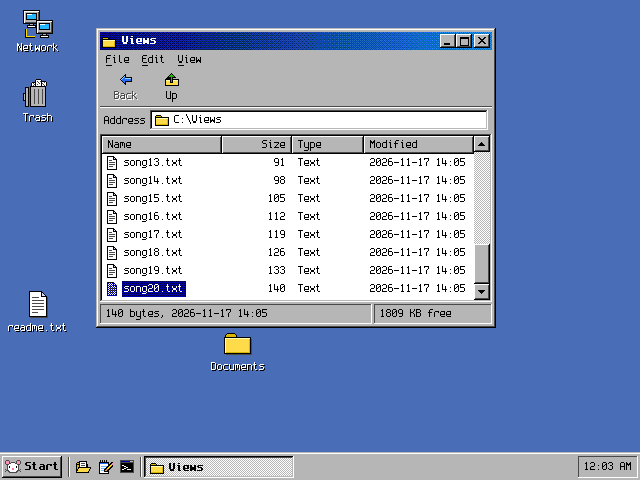 Network
Trash
readme.txt
Documents
Views
File Edit View
Back Up
Address C:\Views
Name Size Type Modified
song13.txt 91 Text 2026-11-17 14:05
song14.txt 98 Text 2026-11-17 14:05
song15.txt 105 Text 2026-11-17 14:05
song16.txt 112 Text 2026-11-17 14:05
song17.txt 119 Text 2026-11-17 14:05
song18.txt 126 Text 2026-11-17 14:05
song19.txt 133 Text 2026-11-17 14:05
song20.txt 140 Text 2026-11-17 14:05
140 bytes, 2026-11-17 14:05 1809 KB free
Start Views 12:03 AM